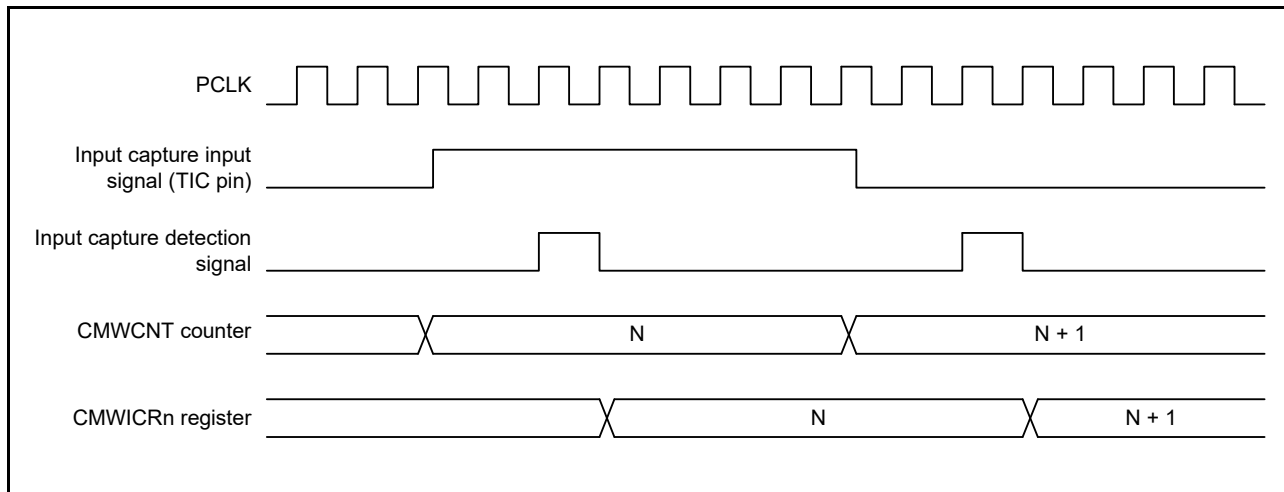 PCLK
Input capture input
signal (TIC pin)
Input capture detection
signal
CMWCNT counter
N
N + 1
CMWICRn register
N
N + 1